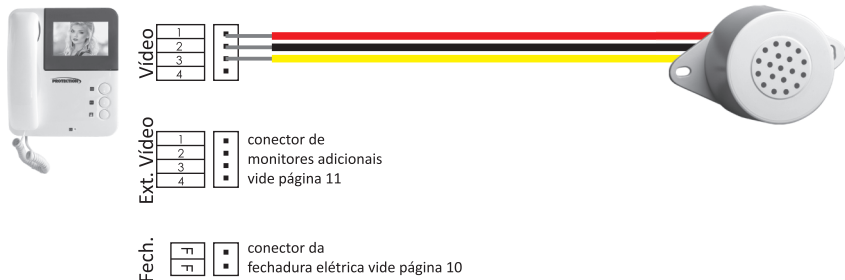 PROTECTION
Vídeo
1
2
3
4
Ext. Vídeo
1
2
3
4
conector de
monitores adicionais
vide página 11
Fech.
F
F
conector da
fechadura elétrica vide página 10